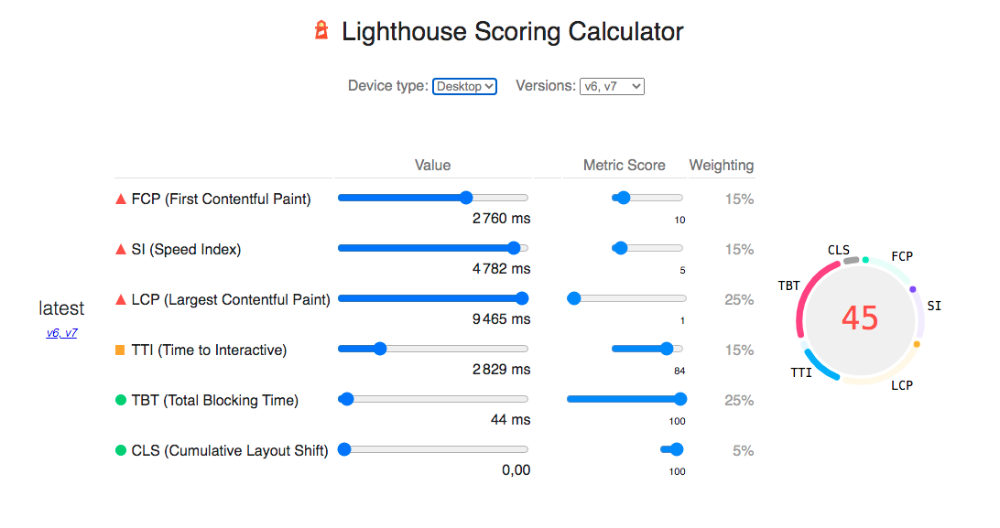 Lighthouse Scoring Calculator
Device type: Desktop Versions: v6, v7
Value Metric Score Weighting
FCP (First Contentful Paint) 15%
2 760 ms 10
SI (Speed Index) 15%
4 782 ms 5
LCP (Largest Contentful Paint) 25%
9 465 ms 1
TTI (Time to Interactive) 15%
2 829 ms 84
TBT (Total Blocking Time) 25%
44 ms 100
CLS (Cumulative Layout Shift) 5%
0,00 100
latest
v6, v7
CLS
FCP
TBT
SI
45
TTI
LCP